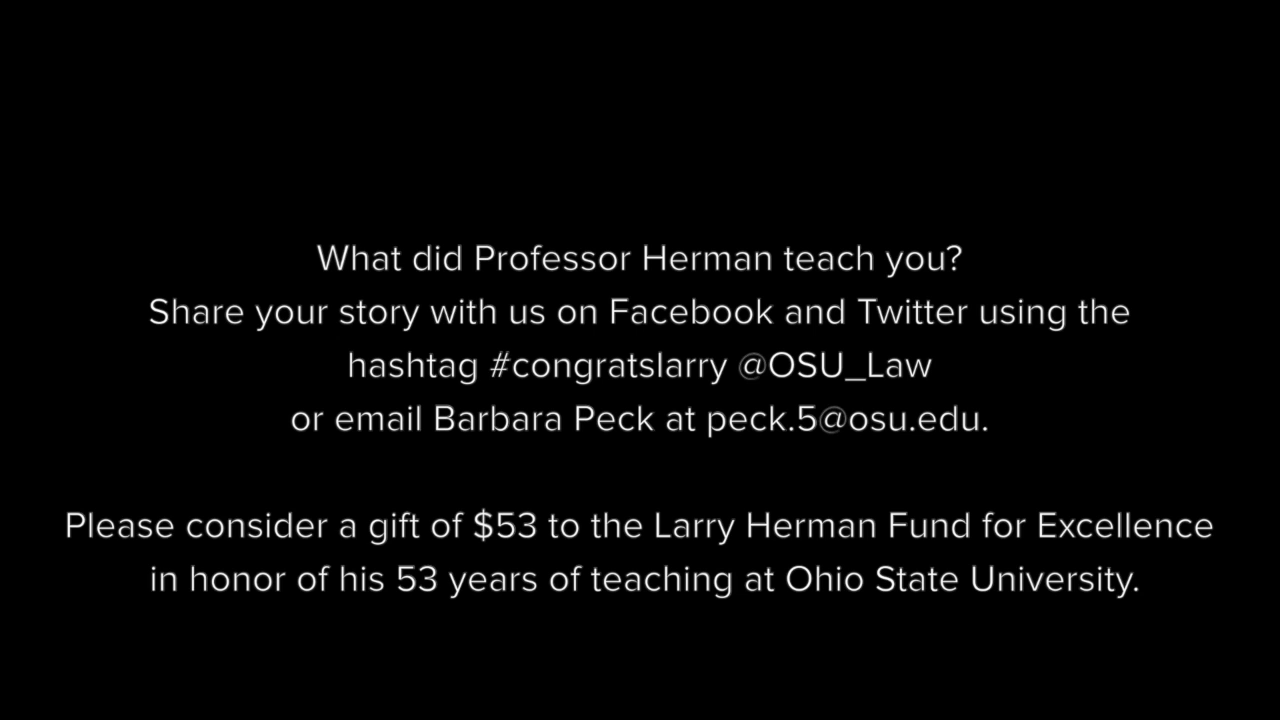 What did Professor Herman teach you?
Share your story with us on Facebook and Twitter using the
hashtag #congratslarry @OSU_Law
or email Barbara Peck at peck.5@osu.edu.
Please consider a gift of $53 to the Larry Herman Fund for Excellence
in honor of his 53 years of teaching at Ohio State University.